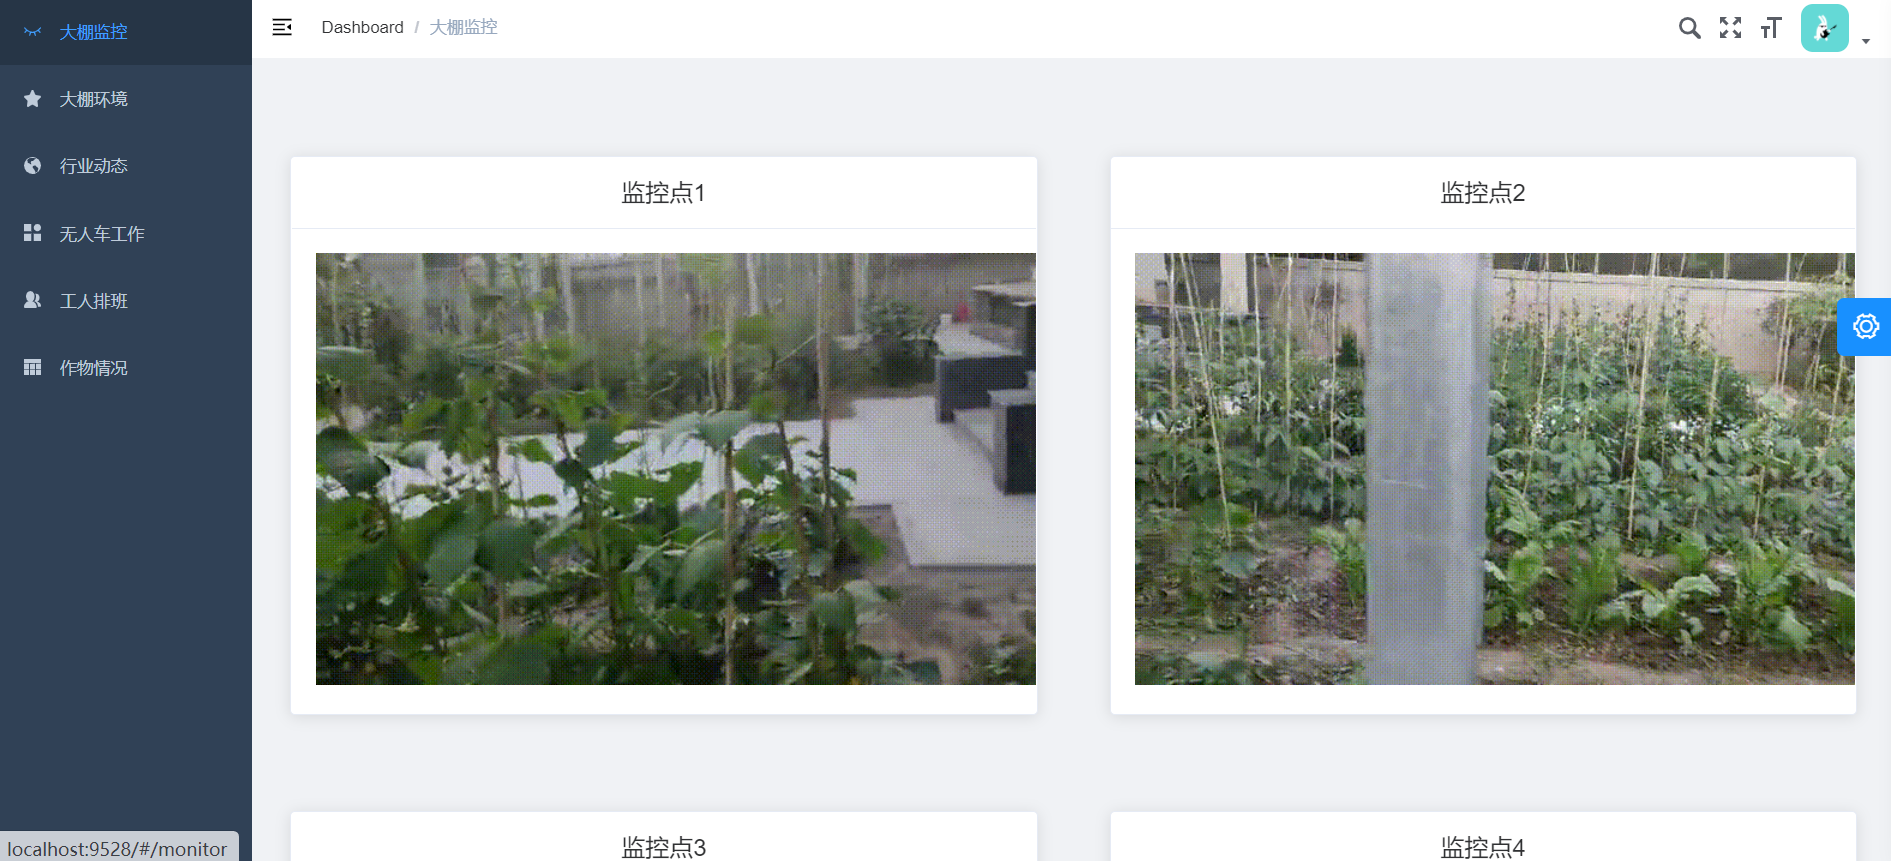 大棚监控
大棚环境
行业动态
无人车工作
工人排班
作物情况
localhost:9528/#/monitor
Dashboard / 大棚监控
监控点1
监控点2
监控点3
监控点4